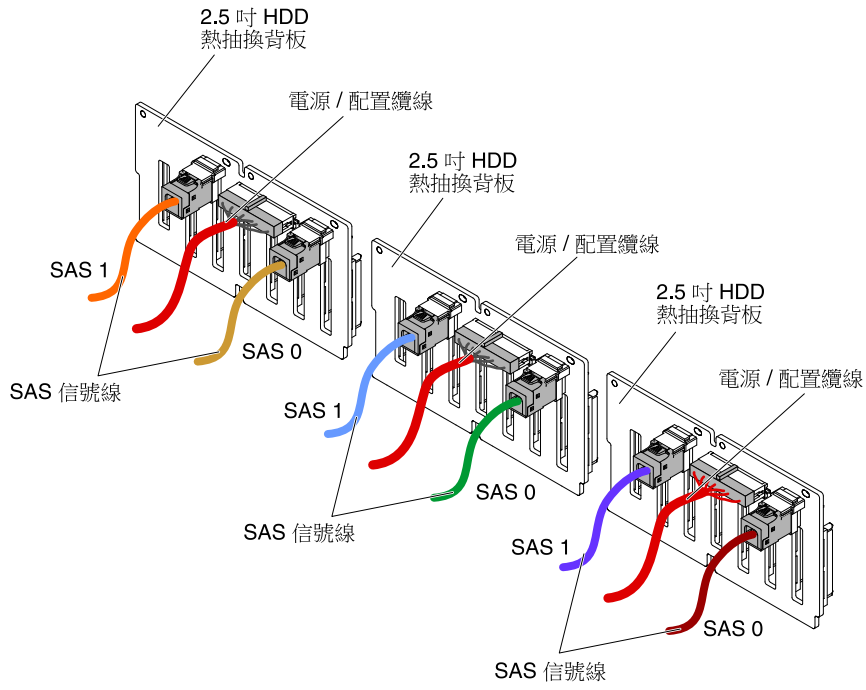 2.5 吋 HDD
熱抽換背板
電源 / 配置纜線
SAS 1
SAS 0
SAS 信號線
2.5 吋 HDD
熱抽換背板
電源 / 配置纜線
SAS 1
SAS 0
SAS 信號線
2.5 吋 HDD
熱抽換背板
電源 / 配置纜線
SAS 1
SAS 0
SAS 信號線